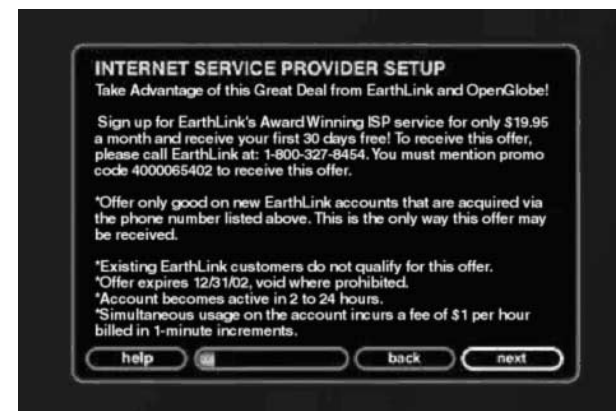 INTERNET SERVICE PROVIDER SETUP
Take Advantage of this Great Deal from EarthLink and OpenGlobe!
Sign up for EarthLink's Award Winning ISP service for only $19.95
a month and receive your first 30 days free! To receive this offer,
please call EarthLink at: 1-800-327-8454. You must mention promo
code 4000065402 to receive this offer.
*Offer only good on new EarthLink accounts that are acquired via
the phone number listed above. This is the only way this offer may
be received.
*Existing EarthLink customers do not qualify for this offer.
*Offer expires 12/31/02, void where prohibited.
*Account becomes active in 2 to 24 hours.
*Simultaneous usage on the account incurs a fee of $1 per hour
billed in 1-minute increments.
help back next